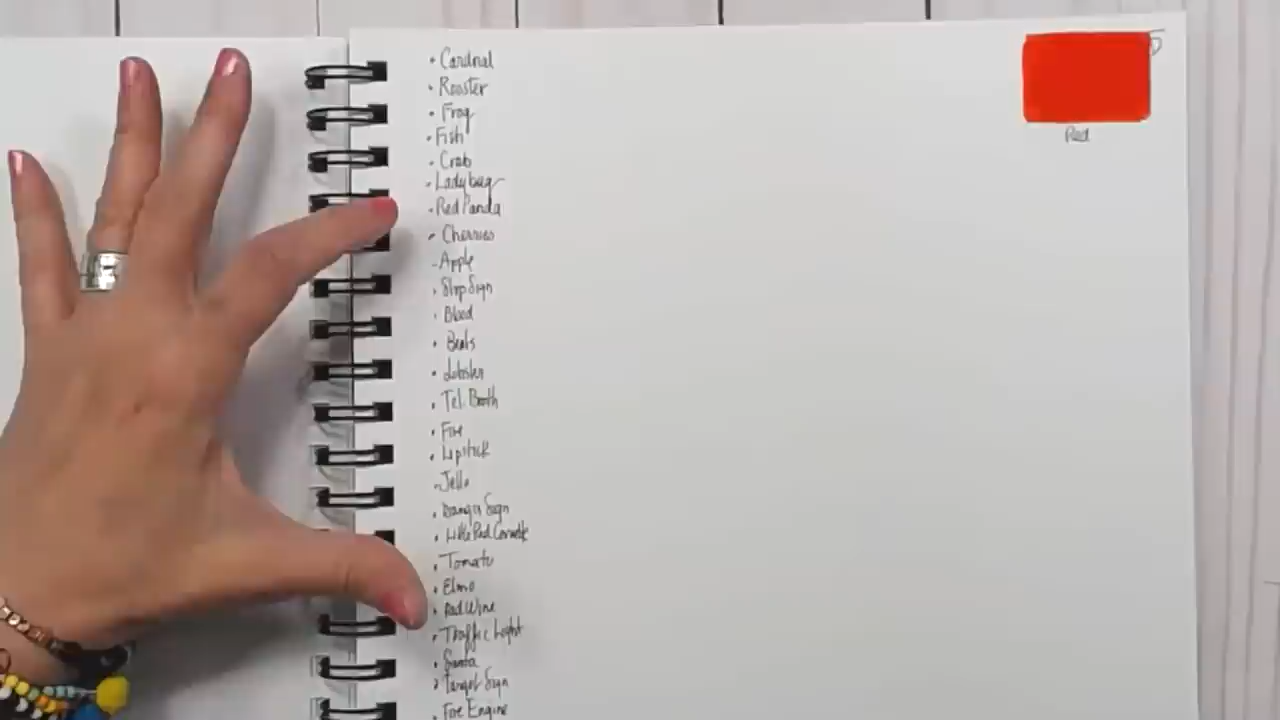 Cardinal
Rooster
Frog
Fish
Crab
Ladybug
Red Panda
Cherries
Apple
Stop Sign
Blood
Beats
Lobster
Tel. Booth
Fire
Lipstick
Jello
Danger Sign
Little Red Corvette
Tomato
Elmo
Red Wine
Traffic Light
Santa
Target Sign
Fire Engine
Red